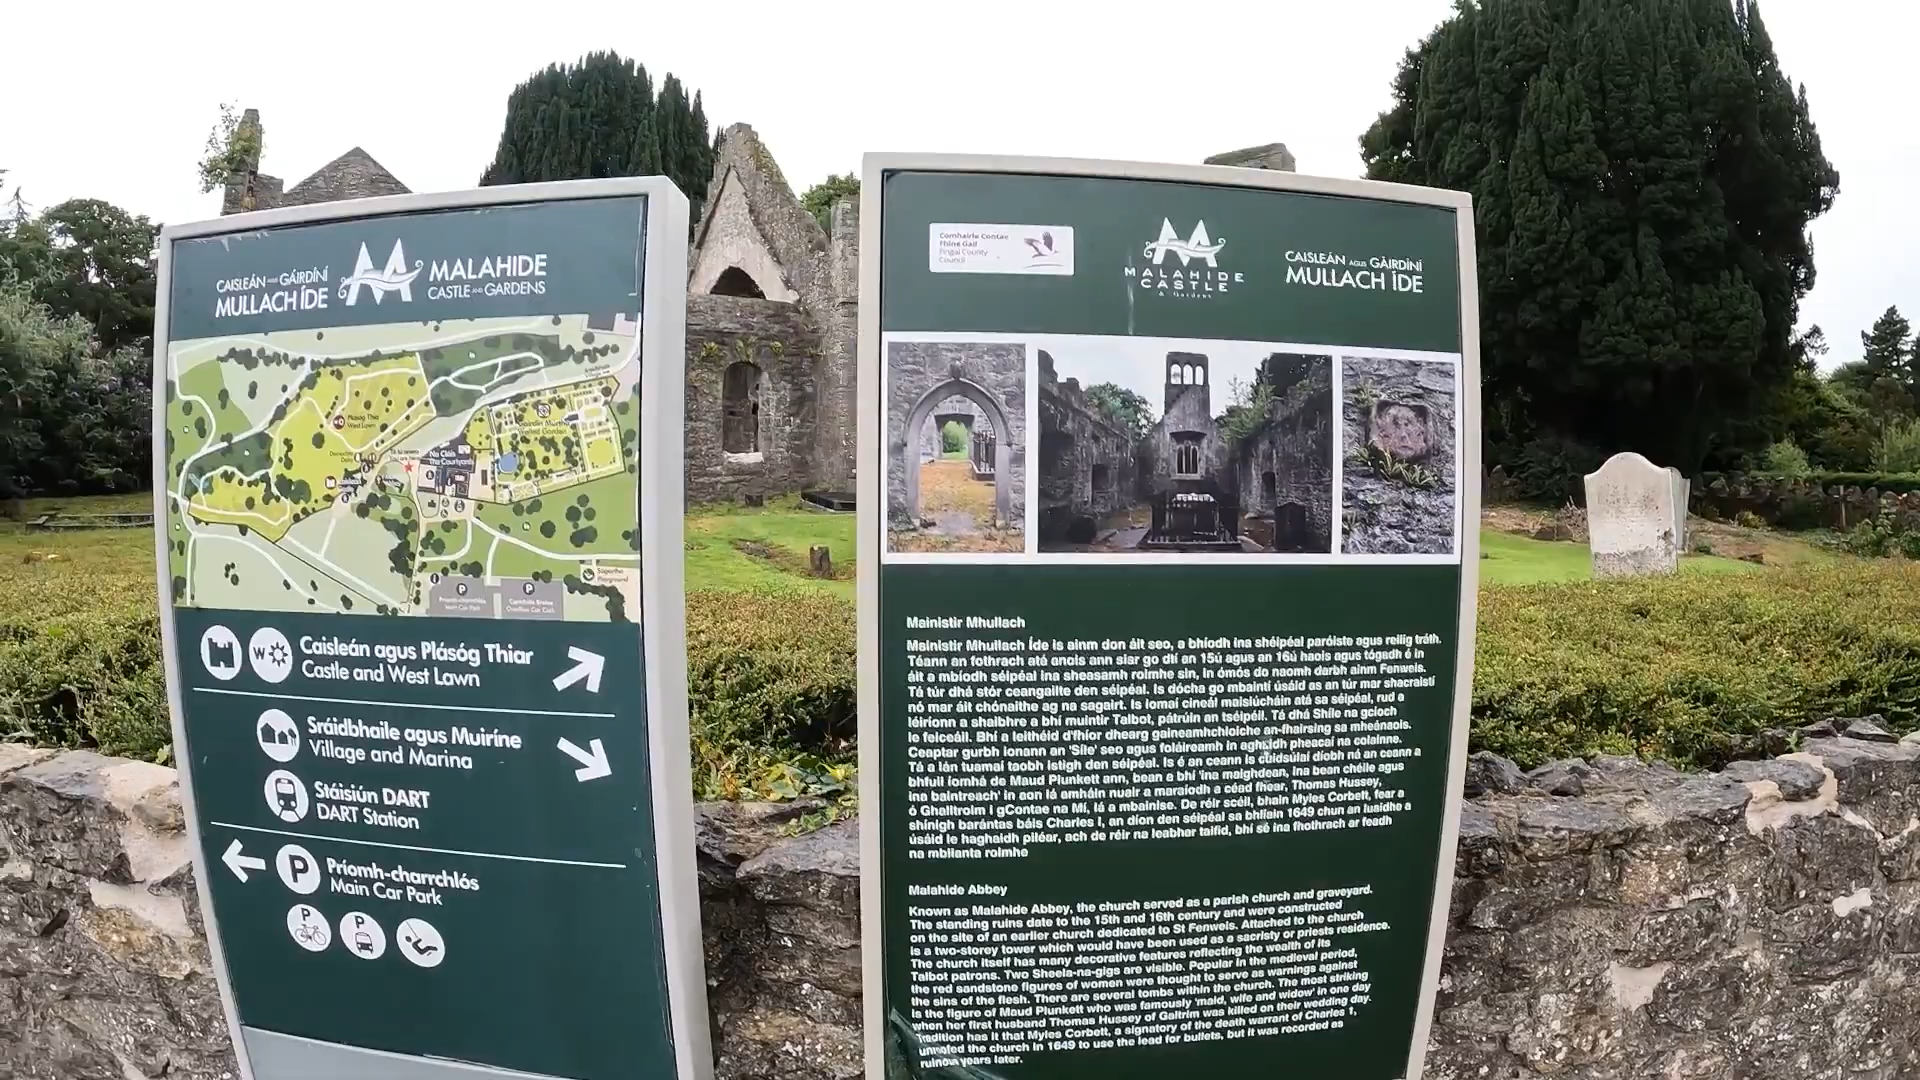 CAISLEÁN AGUS GÁIRDÍNÍ
MULLACH ÍDE
MALAHIDE
CASTLE AND GARDENS
Plásóg Thiar
West Lawn
Na Clóis
The Courtyards
Príomh-charrchlós
Main Car Park
Overflow Car Park
Súgartha
Playground
Caisleán agus Plásóg Thiar
Castle and West Lawn
Sráidbhaile agus Muiríne
Village and Marina
Stáisiún DART
DART Station
P
Príomh-charrchlós
Main Car Park
P
P
Comhairle Contae
Fhine Gall
Fingal County
Council
MALAHIDE
CASTLE
& Gardens
CAISLEÁN AGUS GÁIRDÍNÍ
MULLACH ÍDE
Mainistir Mhullach
Mainistir Mhullach Íde is ainm don áit seo, a bhíodh ina shéipéal paróiste agus reilig tráth.
Téann an fothrach atá anois ann siar go dtí an 15ú agus an 16ú haois agus tógadh é in
áit a mbíodh séipéal ina sheasamh roimhe sin, in ómós do naomh darbh ainm Fenweis.
Tá túr dhá stór ceangailte den séipéal. Is dócha go mbaintí úsáid as an túr mar shacraistí
nó mar áit chónaithe ag na sagairt. Is iomaí cineál maisiúcháin atá sa séipéal, rud a
léiríonn a shaibhre a bhí muintir Talbot, pátrúin an tséipéil. Tá dhá Shíle na gcíoch
le feiceáil. Bhí a leithéid d'fhíor dhearg gaineamhchloiche an-fhairsing sa mheánaois.
Ceaptar gurbh ionann an 'Síle' seo agus foláireamh in aghaidh pheacaí na colainne.
Tá a lán tuamaí taobh istigh den séipéal. Is é an ceann is suidsúlaí díobh ná an ceann a
bhfuil íomhá de Maud Plunkett ann, bean a bhí 'ina maighdean, ina bean chéile agus
ina baintreach' in aon lá amháin nuair a maraíodh a céad fhear, Thomas Hussey,
ó Ghailtroim i gContae na Mí, lá a mbainise. De réir scéil, bhain Myles Corbett, fear a
shínigh barántas báis Charles I, an díon den séipéal sa bhliain 1649 chun an luaidhe a
úsáid le haghaidh piléar, ach de réir na leabhar taifid, bhí sé ina fhothrach ar feadh
na mblianta roimhe
Malahide Abbey
Known as Malahide Abbey, the church served as a parish church and graveyard.
The standing ruins date to the 15th and 16th century and were constructed
on the site of an earlier church dedicated to St Fenweis. Attached to the church
is a two-storey tower which would have been used as a sacristy or priests residence.
The church itself has many decorative features reflecting the wealth of its
Talbot patrons. Two Sheela-na-gigs are visible. Popular in the medieval period,
the red sandstone figures of women were thought to serve as warnings against
the sins of the flesh. There are several tombs within the church. The most striking
is the figure of Maud Plunkett who was famously 'maid, wife and widow' in one day
when her first husband Thomas Hussey of Galtrim was killed on their wedding day.
Tradition has it that Myles Corbett, a signatory of the death warrant of Charles 1,
unroofed the church in 1649 to use the lead for bullets, but it was recorded as
ruinous years later.